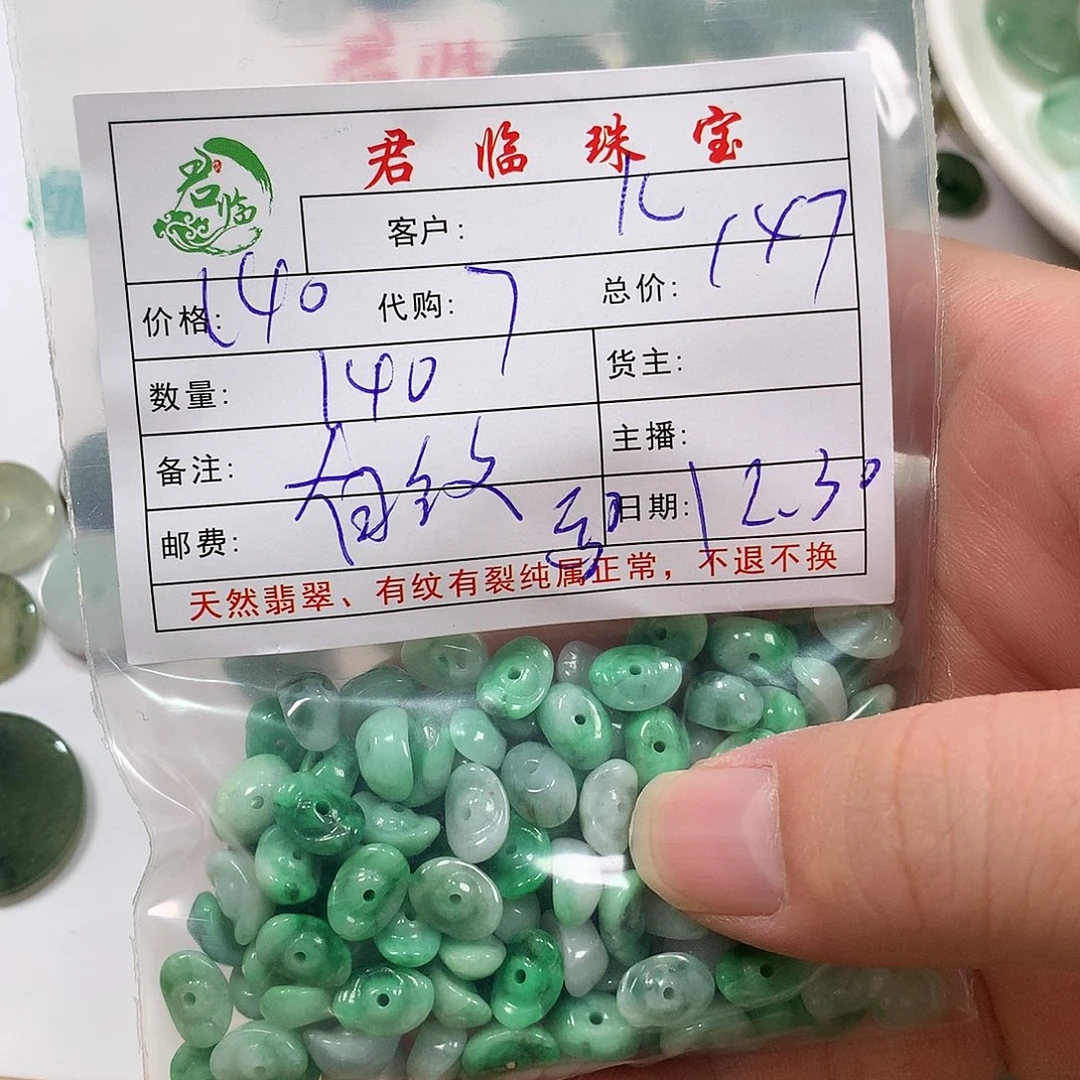 君临
君临珠宝
客户:
价格: 140 代购: 7 总价: 147
数量: 140 货主:
备注: 有纹 主播:
邮费: 日期: 12.30
天然翡翠、有纹有裂纯属正常，不退不换